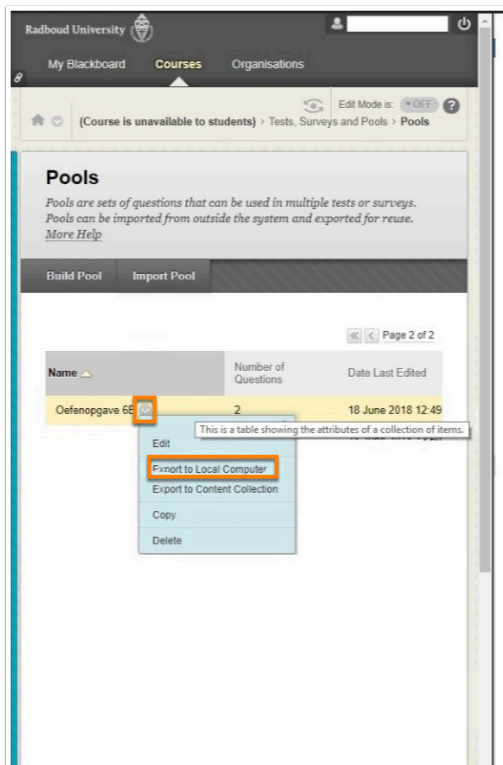 Radboud University
My Blackboard Courses Organisations
Edit Mode is: OFF ?
(Course is unavailable to students) > Tests, Surveys and Pools > Pools
Pools
Pools are sets of questions that can be used in multiple tests or surveys.
Pools can be imported from outside the system and exported for reuse.
More Help
Build Pool Import Pool
Page 2 of 2
Name Number of Questions Date Last Edited
Oefenopgave 6E 2 18 June 2018 12:49
This is a table showing the attributes of a collection of items.
Edit
Export to Local Computer
Export to Content Collection
Copy
Delete